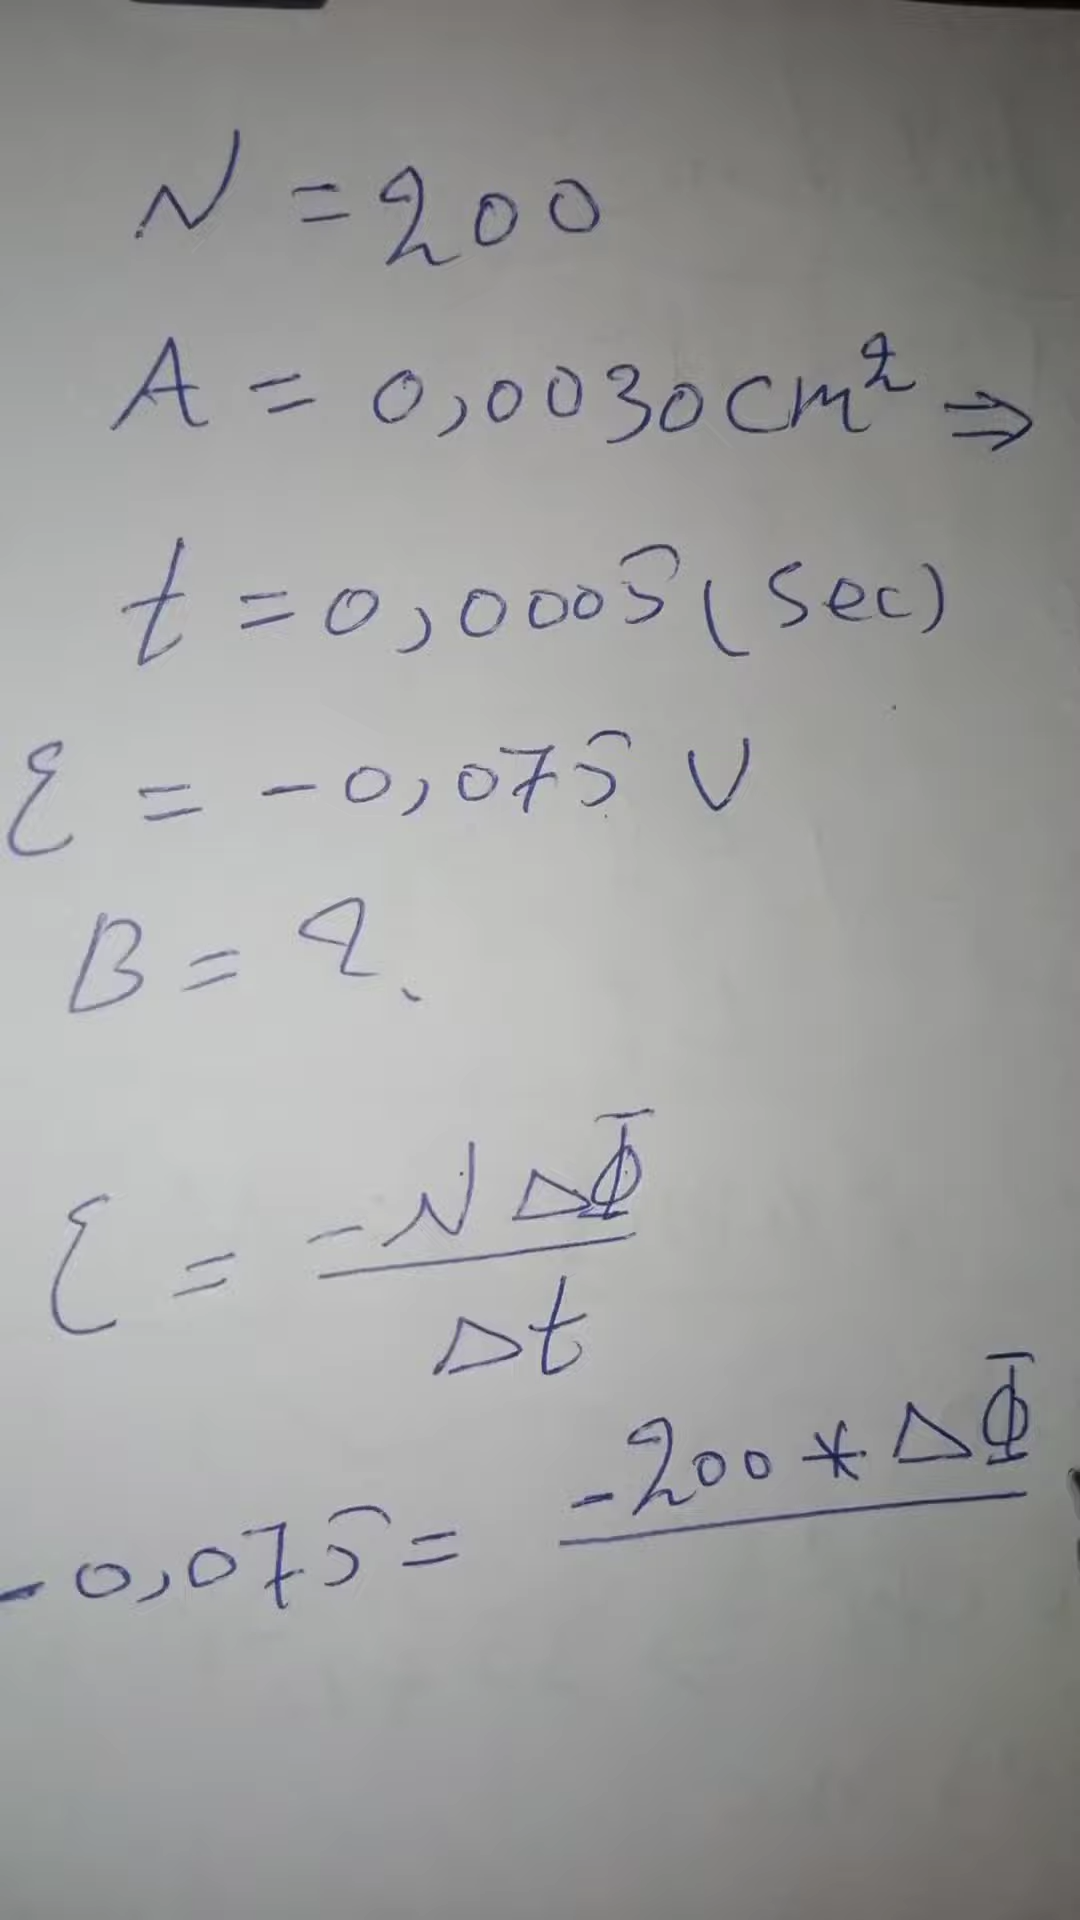 N = 200
A = 0,0030 cm² ⇒
t = 0,0005 (sec)
ε = -0,075 V
B = ?
ε = -N ΔΦ
Δt
-200 * ΔΦ
-0,075 =